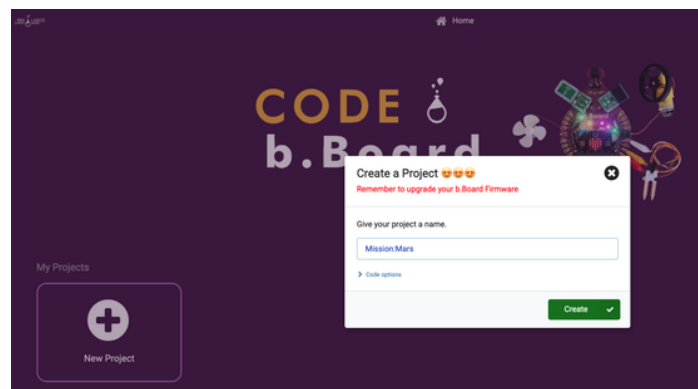 Home
CODE
b.Board
Create a Project 😍😍😍
Remember to upgrade your b.Board Firmware
Give your project a name.
Mission:Mars
Code options
Create
My Projects
New Project